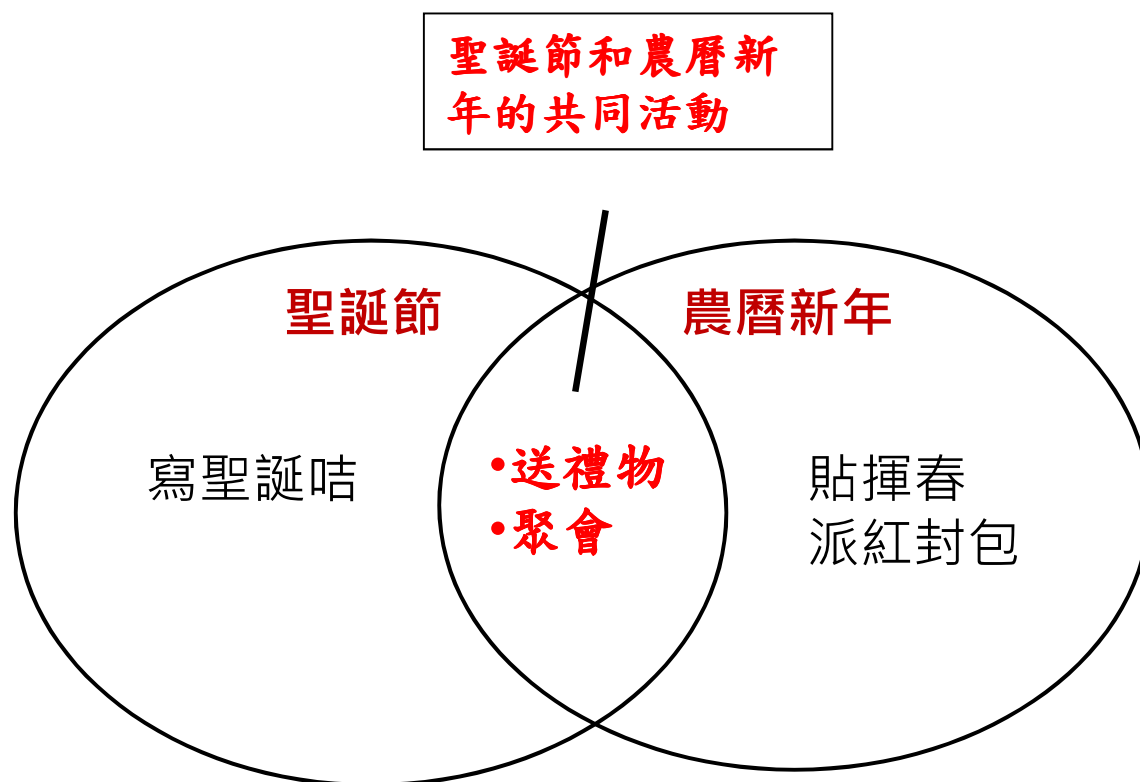 聖誕節和農曆新
年的共同活動
聖誕節
農曆新年
寫聖誕咭
•送禮物
•聚會
貼揮春
派紅封包